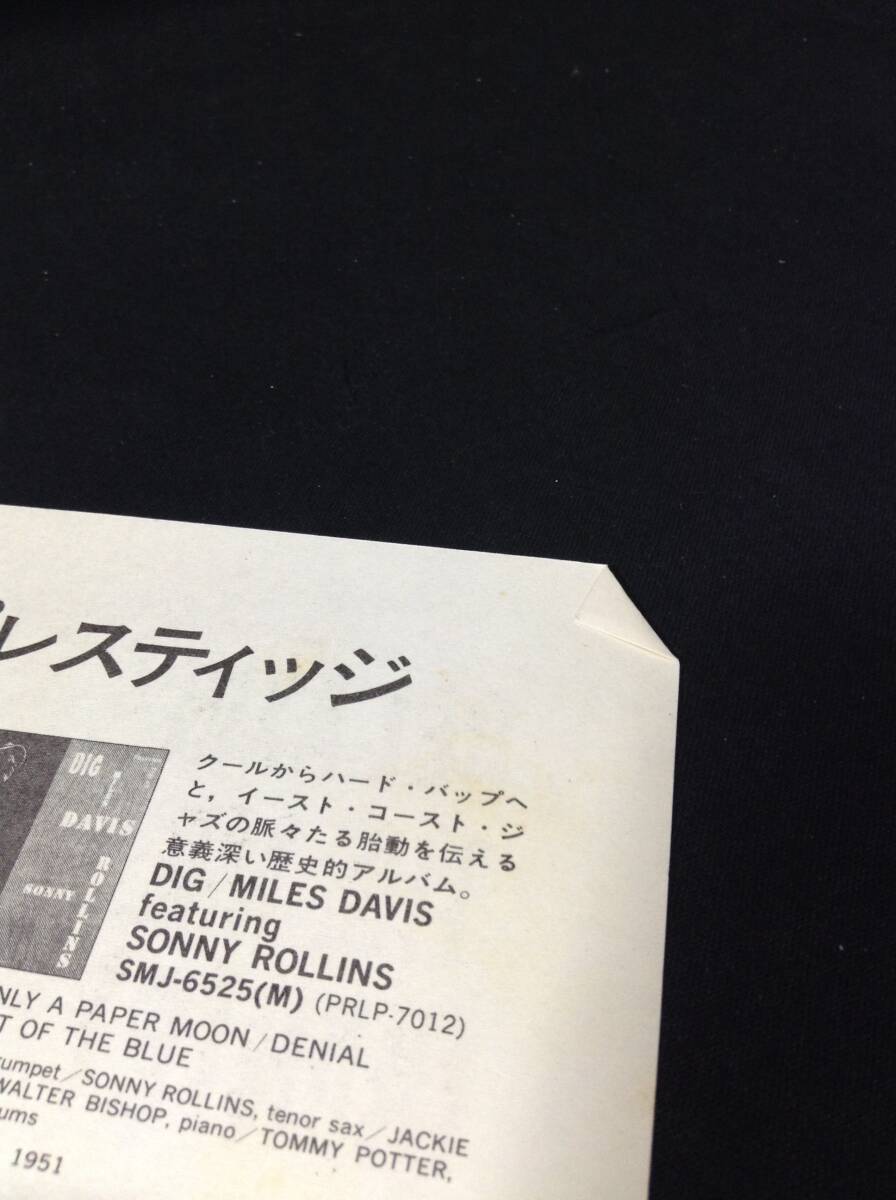 レスティッジ
DIG
MILES
DAVIS
SONNY
ROLLINS
クールからハード・バップへ
と，イースト・コースト・ジ
ャズの脈々たる胎動を伝える
意義深い歴史的アルバム。
DIG/MILES DAVIS
featuring
SONNY ROLLINS
SMJ-6525(M) (PRLP-7012)
NLY A PAPER MOON/DENIAL
T OF THE BLUE
rumpet/SONNY ROLLINS, tenor sax/JACKIE
WALTER BISHOP, piano/TOMMY POTTER,
ums
1951